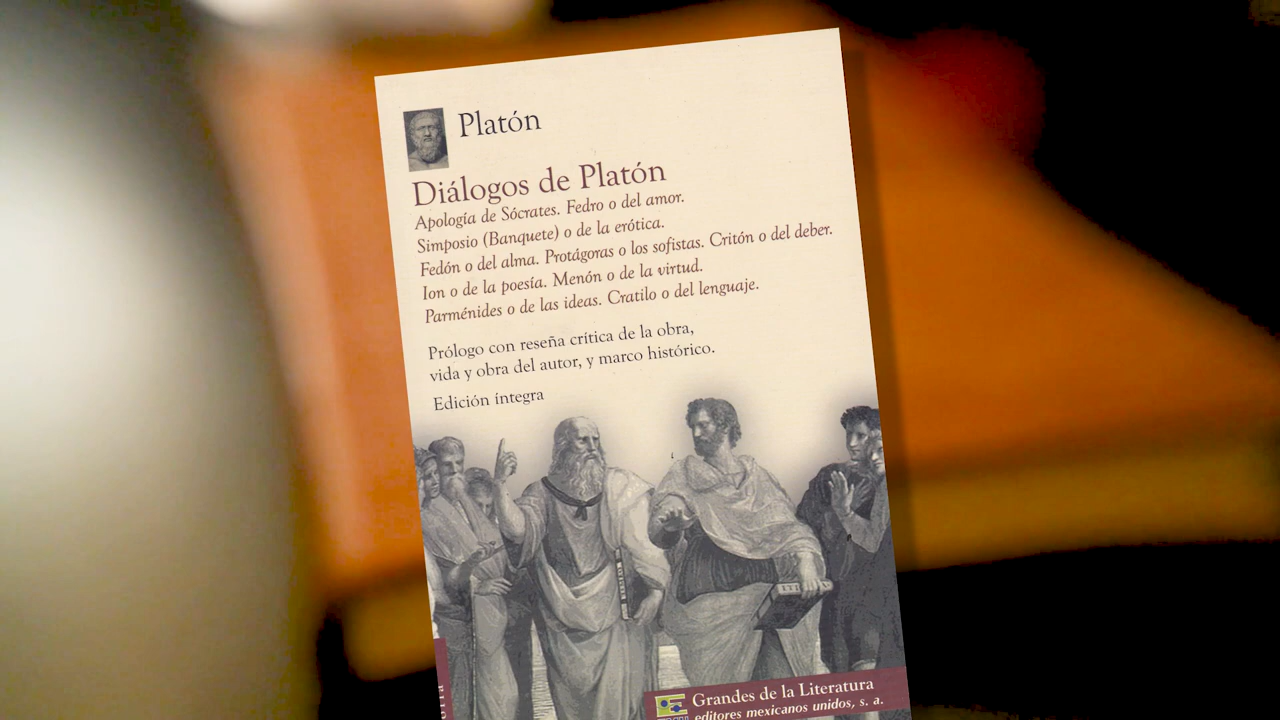 Platón
Diálogos de Platón
Apología de Sócrates. Fedro o del amor.
Simposio (Banquete) o de la erótica.
Fedón o del alma. Protágoras o los sofistas. Critón o del deber.
Ion o de la poesía. Menón o de la virtud.
Parménides o de las ideas. Cratilo o del lenguaje.
Prólogo con reseña crítica de la obra,
vida y obra del autor, y marco histórico.
Edición íntegra
Grandes de la Literatura
editores mexicanos unidos, s. a.